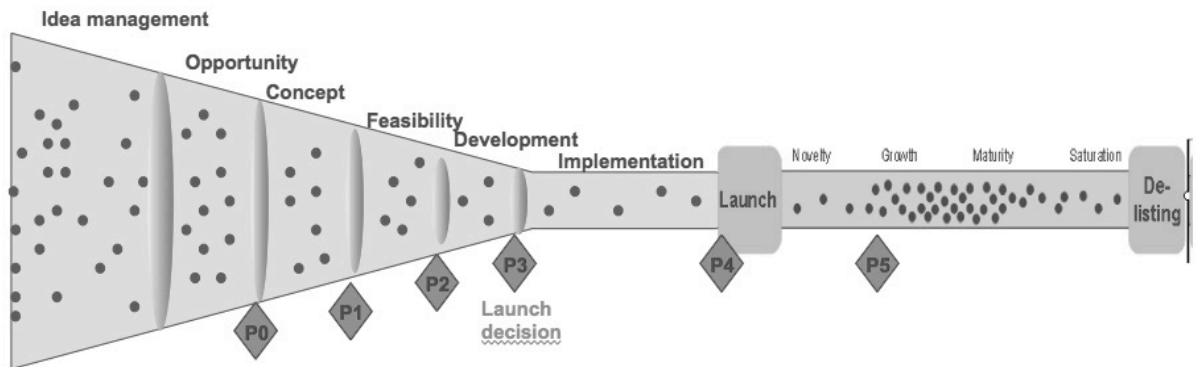 Idea management
Opportunity
Concept
Feasibility
Development
Implementation
Launch
Novelty
Growth
Maturity
Saturation
De-
listing
P0
P1
P2
P3
P4
P5
Launch
decision